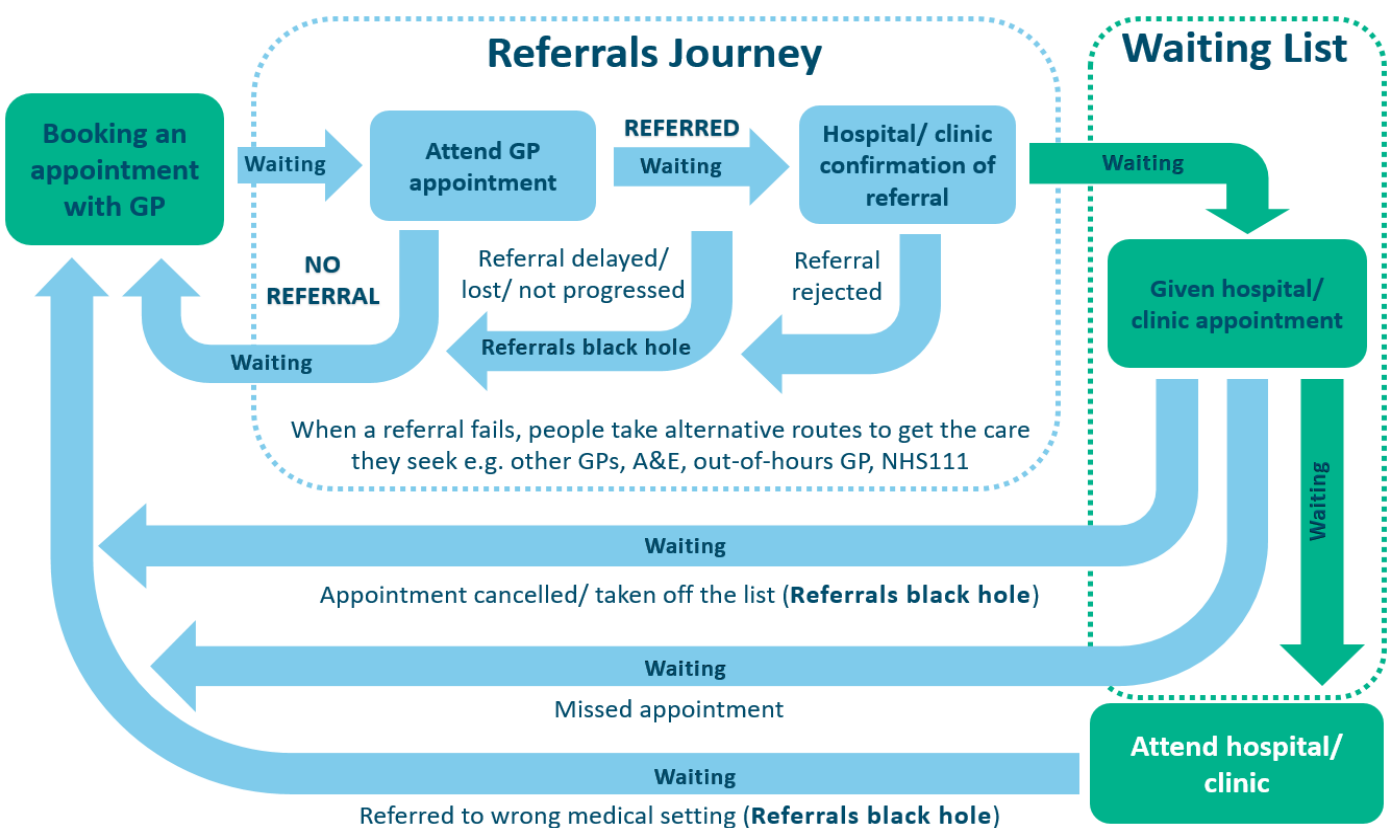 Referrals Journey
Waiting List
Booking an
appointment
with GP
Waiting
Attend GP
appointment
REFERRED
Waiting
Hospital/ clinic
confirmation of
referral
Waiting
NO
REFERRAL
Waiting
Referral delayed/
lost/ not progressed
Referrals black hole
Referral
rejected
Given hospital/
clinic appointment
When a referral fails, people take alternative routes to get the care
they seek e.g. other GPs, A&E, out-of-hours GP, NHS111
Waiting
Waiting
Appointment cancelled/ taken off the list (Referrals black hole)
Waiting
Missed appointment
Attend hospital/
clinic
Waiting
Referred to wrong medical setting (Referrals black hole)